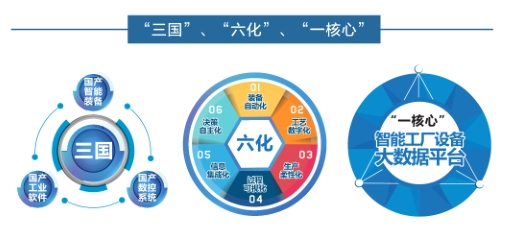 “三国”、“六化”、“一核心”
国产
智能
装备
三国
国产
工业
软件
国产
数控
系统
六化
01
装备
自动化
02
工艺
数字化
03
生产
柔性化
过程
可视化
04
05
信息
集成化
06
决策
自主化
“一核心”
智能工厂设备
大数据平台